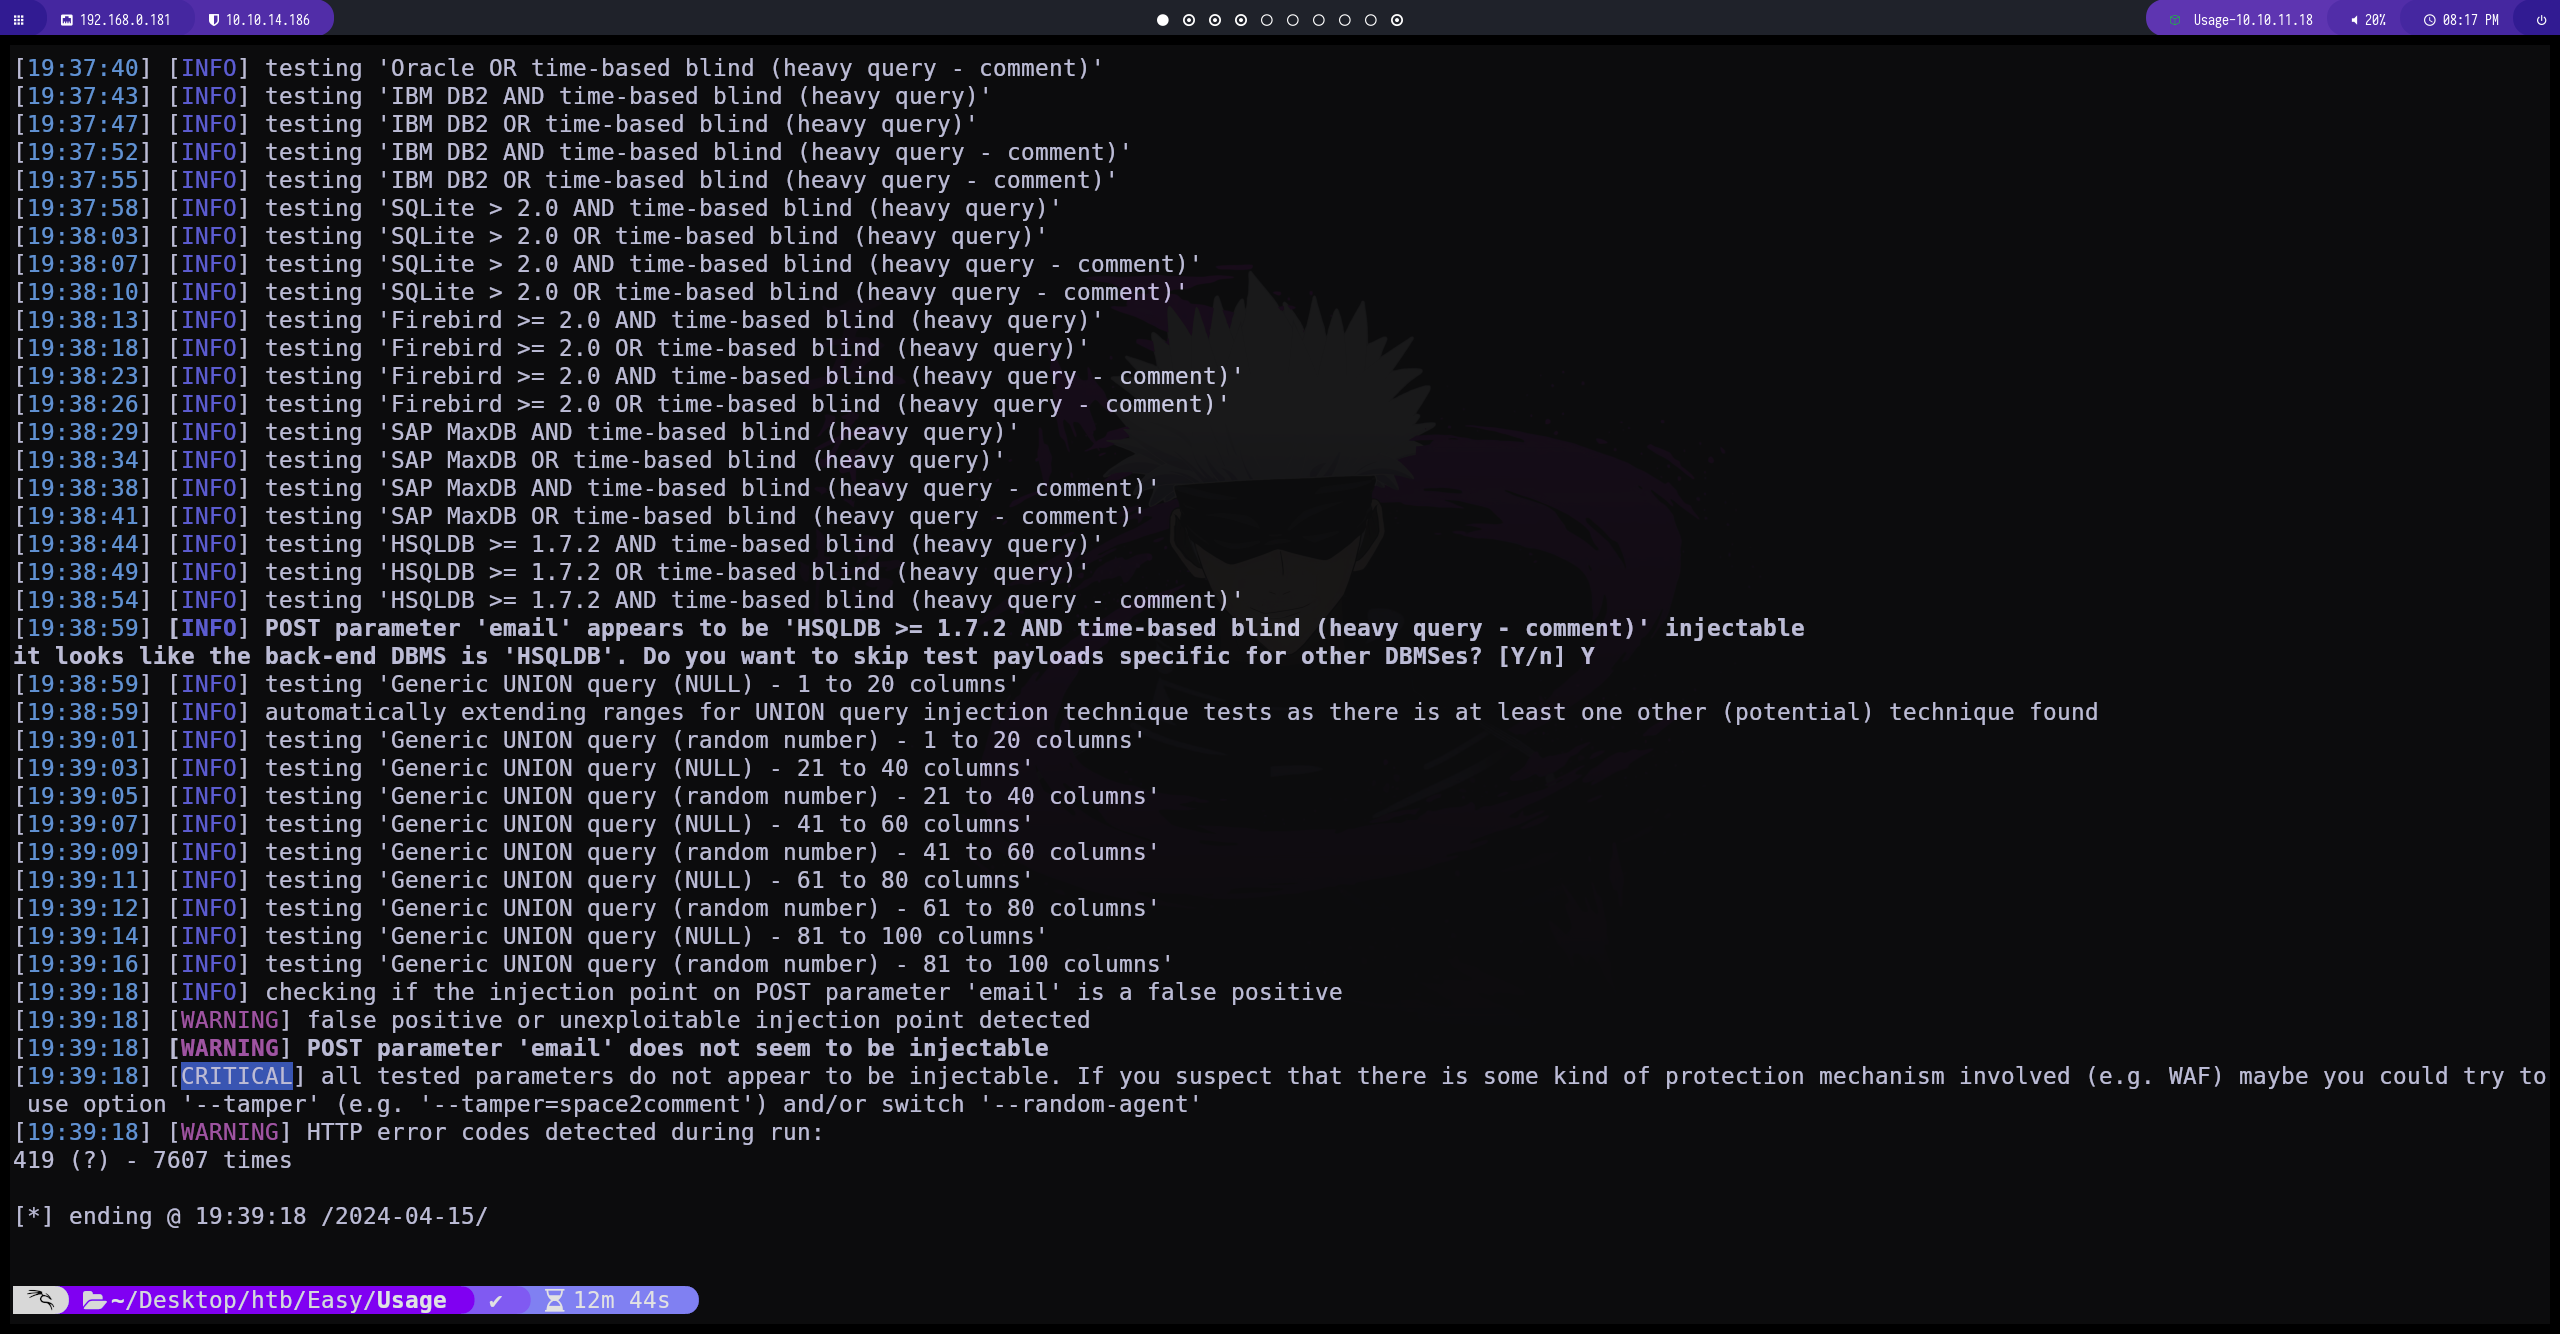 192.168.0.181 10.10.14.186 Usage-10.10.11.18 20% 08:17 PM
[19:37:40] [INFO] testing 'Oracle OR time-based blind (heavy query - comment)'
[19:37:43] [INFO] testing 'IBM DB2 AND time-based blind (heavy query)'
[19:37:47] [INFO] testing 'IBM DB2 OR time-based blind (heavy query)'
[19:37:52] [INFO] testing 'IBM DB2 AND time-based blind (heavy query - comment)'
[19:37:55] [INFO] testing 'IBM DB2 OR time-based blind (heavy query - comment)'
[19:37:58] [INFO] testing 'SQLite > 2.0 AND time-based blind (heavy query)'
[19:38:03] [INFO] testing 'SQLite > 2.0 OR time-based blind (heavy query)'
[19:38:07] [INFO] testing 'SQLite > 2.0 AND time-based blind (heavy query - comment)'
[19:38:10] [INFO] testing 'SQLite > 2.0 OR time-based blind (heavy query - comment)'
[19:38:13] [INFO] testing 'Firebird >= 2.0 AND time-based blind (heavy query)'
[19:38:18] [INFO] testing 'Firebird >= 2.0 OR time-based blind (heavy query)'
[19:38:23] [INFO] testing 'Firebird >= 2.0 AND time-based blind (heavy query - comment)'
[19:38:26] [INFO] testing 'Firebird >= 2.0 OR time-based blind (heavy query - comment)'
[19:38:29] [INFO] testing 'SAP MaxDB AND time-based blind (heavy query)'
[19:38:34] [INFO] testing 'SAP MaxDB OR time-based blind (heavy query)'
[19:38:38] [INFO] testing 'SAP MaxDB AND time-based blind (heavy query - comment)'
[19:38:41] [INFO] testing 'SAP MaxDB OR time-based blind (heavy query - comment)'
[19:38:44] [INFO] testing 'HSQLDB >= 1.7.2 AND time-based blind (heavy query)'
[19:38:49] [INFO] testing 'HSQLDB >= 1.7.2 OR time-based blind (heavy query)'
[19:38:54] [INFO] testing 'HSQLDB >= 1.7.2 AND time-based blind (heavy query - comment)'
[19:38:59] [INFO] POST parameter 'email' appears to be 'HSQLDB >= 1.7.2 AND time-based blind (heavy query - comment)' injectable
it looks like the back-end DBMS is 'HSQLDB'. Do you want to skip test payloads specific for other DBMSes? [Y/n] Y
[19:38:59] [INFO] testing 'Generic UNION query (NULL) - 1 to 20 columns'
[19:38:59] [INFO] automatically extending ranges for UNION query injection technique tests as there is at least one other (potential) technique found
[19:39:01] [INFO] testing 'Generic UNION query (random number) - 1 to 20 columns'
[19:39:03] [INFO] testing 'Generic UNION query (NULL) - 21 to 40 columns'
[19:39:05] [INFO] testing 'Generic UNION query (random number) - 21 to 40 columns'
[19:39:07] [INFO] testing 'Generic UNION query (NULL) - 41 to 60 columns'
[19:39:09] [INFO] testing 'Generic UNION query (random number) - 41 to 60 columns'
[19:39:11] [INFO] testing 'Generic UNION query (NULL) - 61 to 80 columns'
[19:39:12] [INFO] testing 'Generic UNION query (random number) - 61 to 80 columns'
[19:39:14] [INFO] testing 'Generic UNION query (NULL) - 81 to 100 columns'
[19:39:16] [INFO] testing 'Generic UNION query (random number) - 81 to 100 columns'
[19:39:18] [INFO] checking if the injection point on POST parameter 'email' is a false positive
[19:39:18] [WARNING] false positive or unexploitable injection point detected
[19:39:18] [WARNING] POST parameter 'email' does not seem to be injectable
[19:39:18] [CRITICAL] all tested parameters do not appear to be injectable. If you suspect that there is some kind of protection mechanism involved (e.g. WAF) maybe you could try to
use option '--tamper' (e.g. '--tamper=space2comment') and/or switch '--random-agent'
[19:39:18] [WARNING] HTTP error codes detected during run:
419 (?) - 7607 times
[*] ending @ 19:39:18 /2024-04-15/
~/Desktop/htb/Easy/Usage ✔ 12m 44s